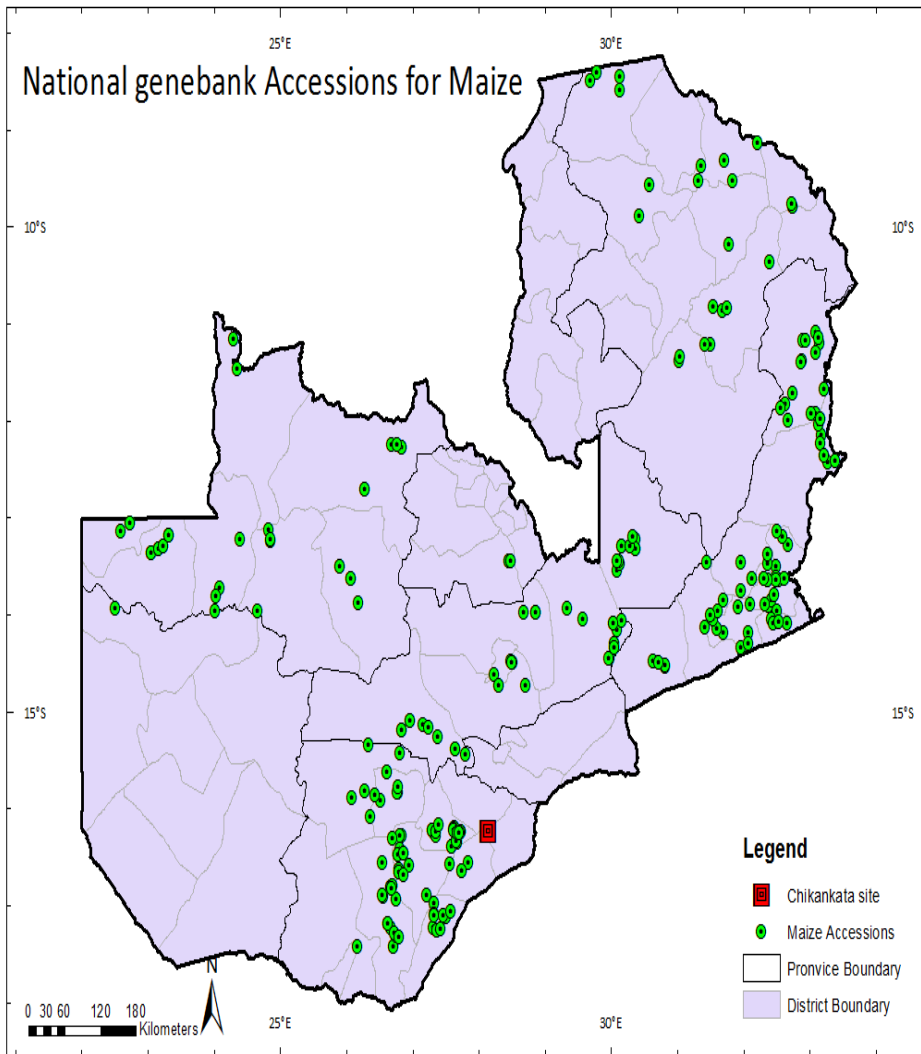 25°E 30°E
National genebank Accessions for Maize
10°S 10°S
15°S 15°S
Legend
Chikankata site
Maize Accessions
Pronvice Boundary
District Boundary
N
0 30 60 120 180
Kilometers
25°E 30°E